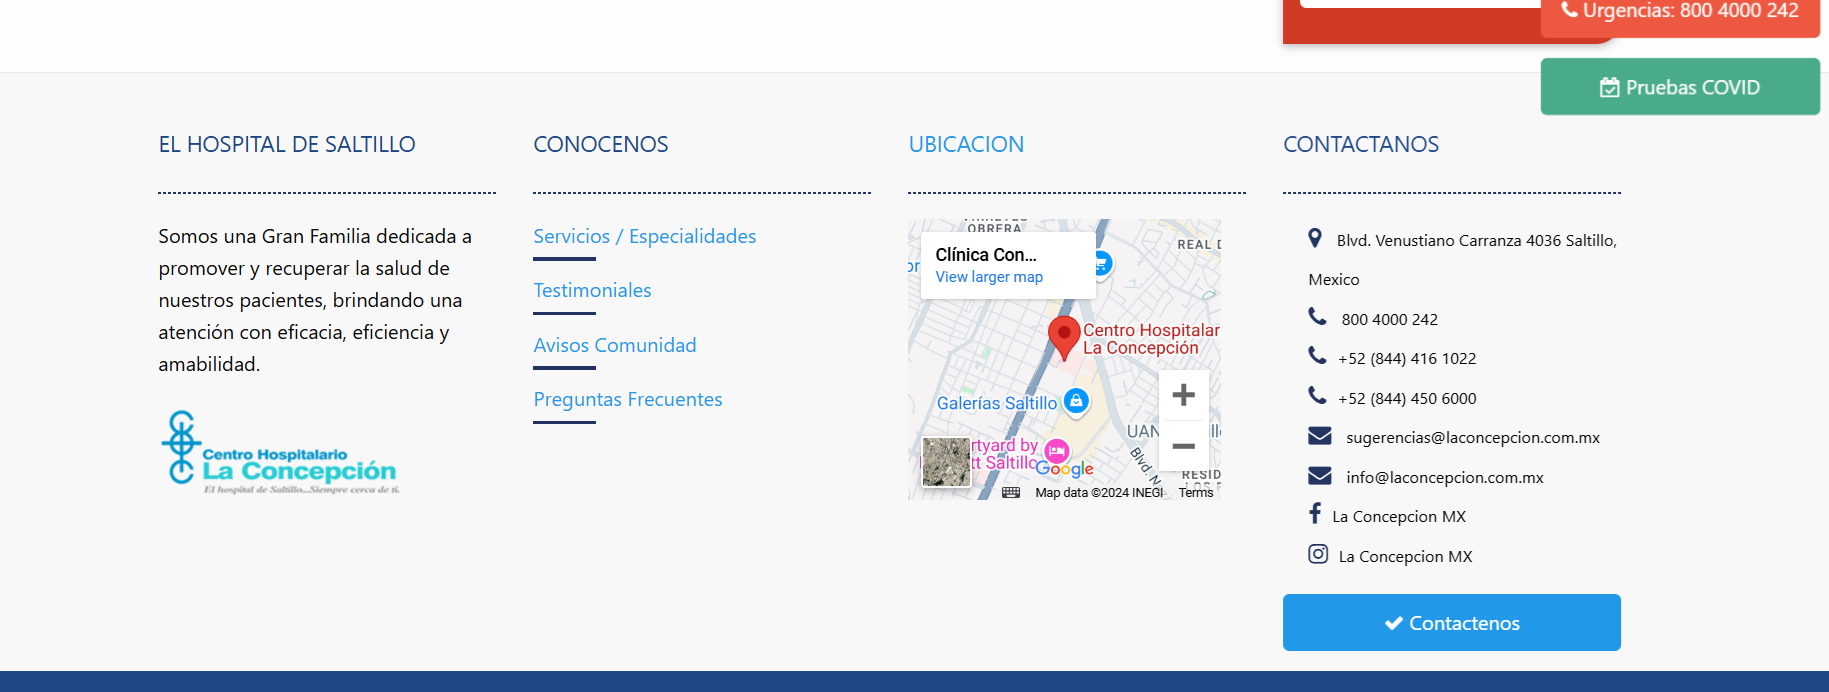 Urgencias: 800 4000 242
Pruebas COVID
EL HOSPITAL DE SALTILLO
Somos una Gran Familia dedicada a
promover y recuperar la salud de
nuestros pacientes, brindando una
atención con eficacia, eficiencia y
amabilidad.
Centro Hospitalario
La Concepción
El hospital de Saltillo...Siempre cerca de ti.
CONOCENOS
Servicios / Especialidades
Testimoniales
Avisos Comunidad
Preguntas Frecuentes
UBICACION
OBRERA
REAL D
Clínica Con...
View larger map
Centro Hospitalar
La Concepción
Galerías Saltillo
UAN
rtyard by
tt Saltillo
Blvd. N
RESID
Google
Map data ©2024 INEGI
Terms
CONTACTANOS
Blvd. Venustiano Carranza 4036 Saltillo,
Mexico
800 4000 242
+52 (844) 416 1022
+52 (844) 450 6000
sugerencias@laconcepcion.com.mx
info@laconcepcion.com.mx
La Concepcion MX
La Concepcion MX
Contactenos